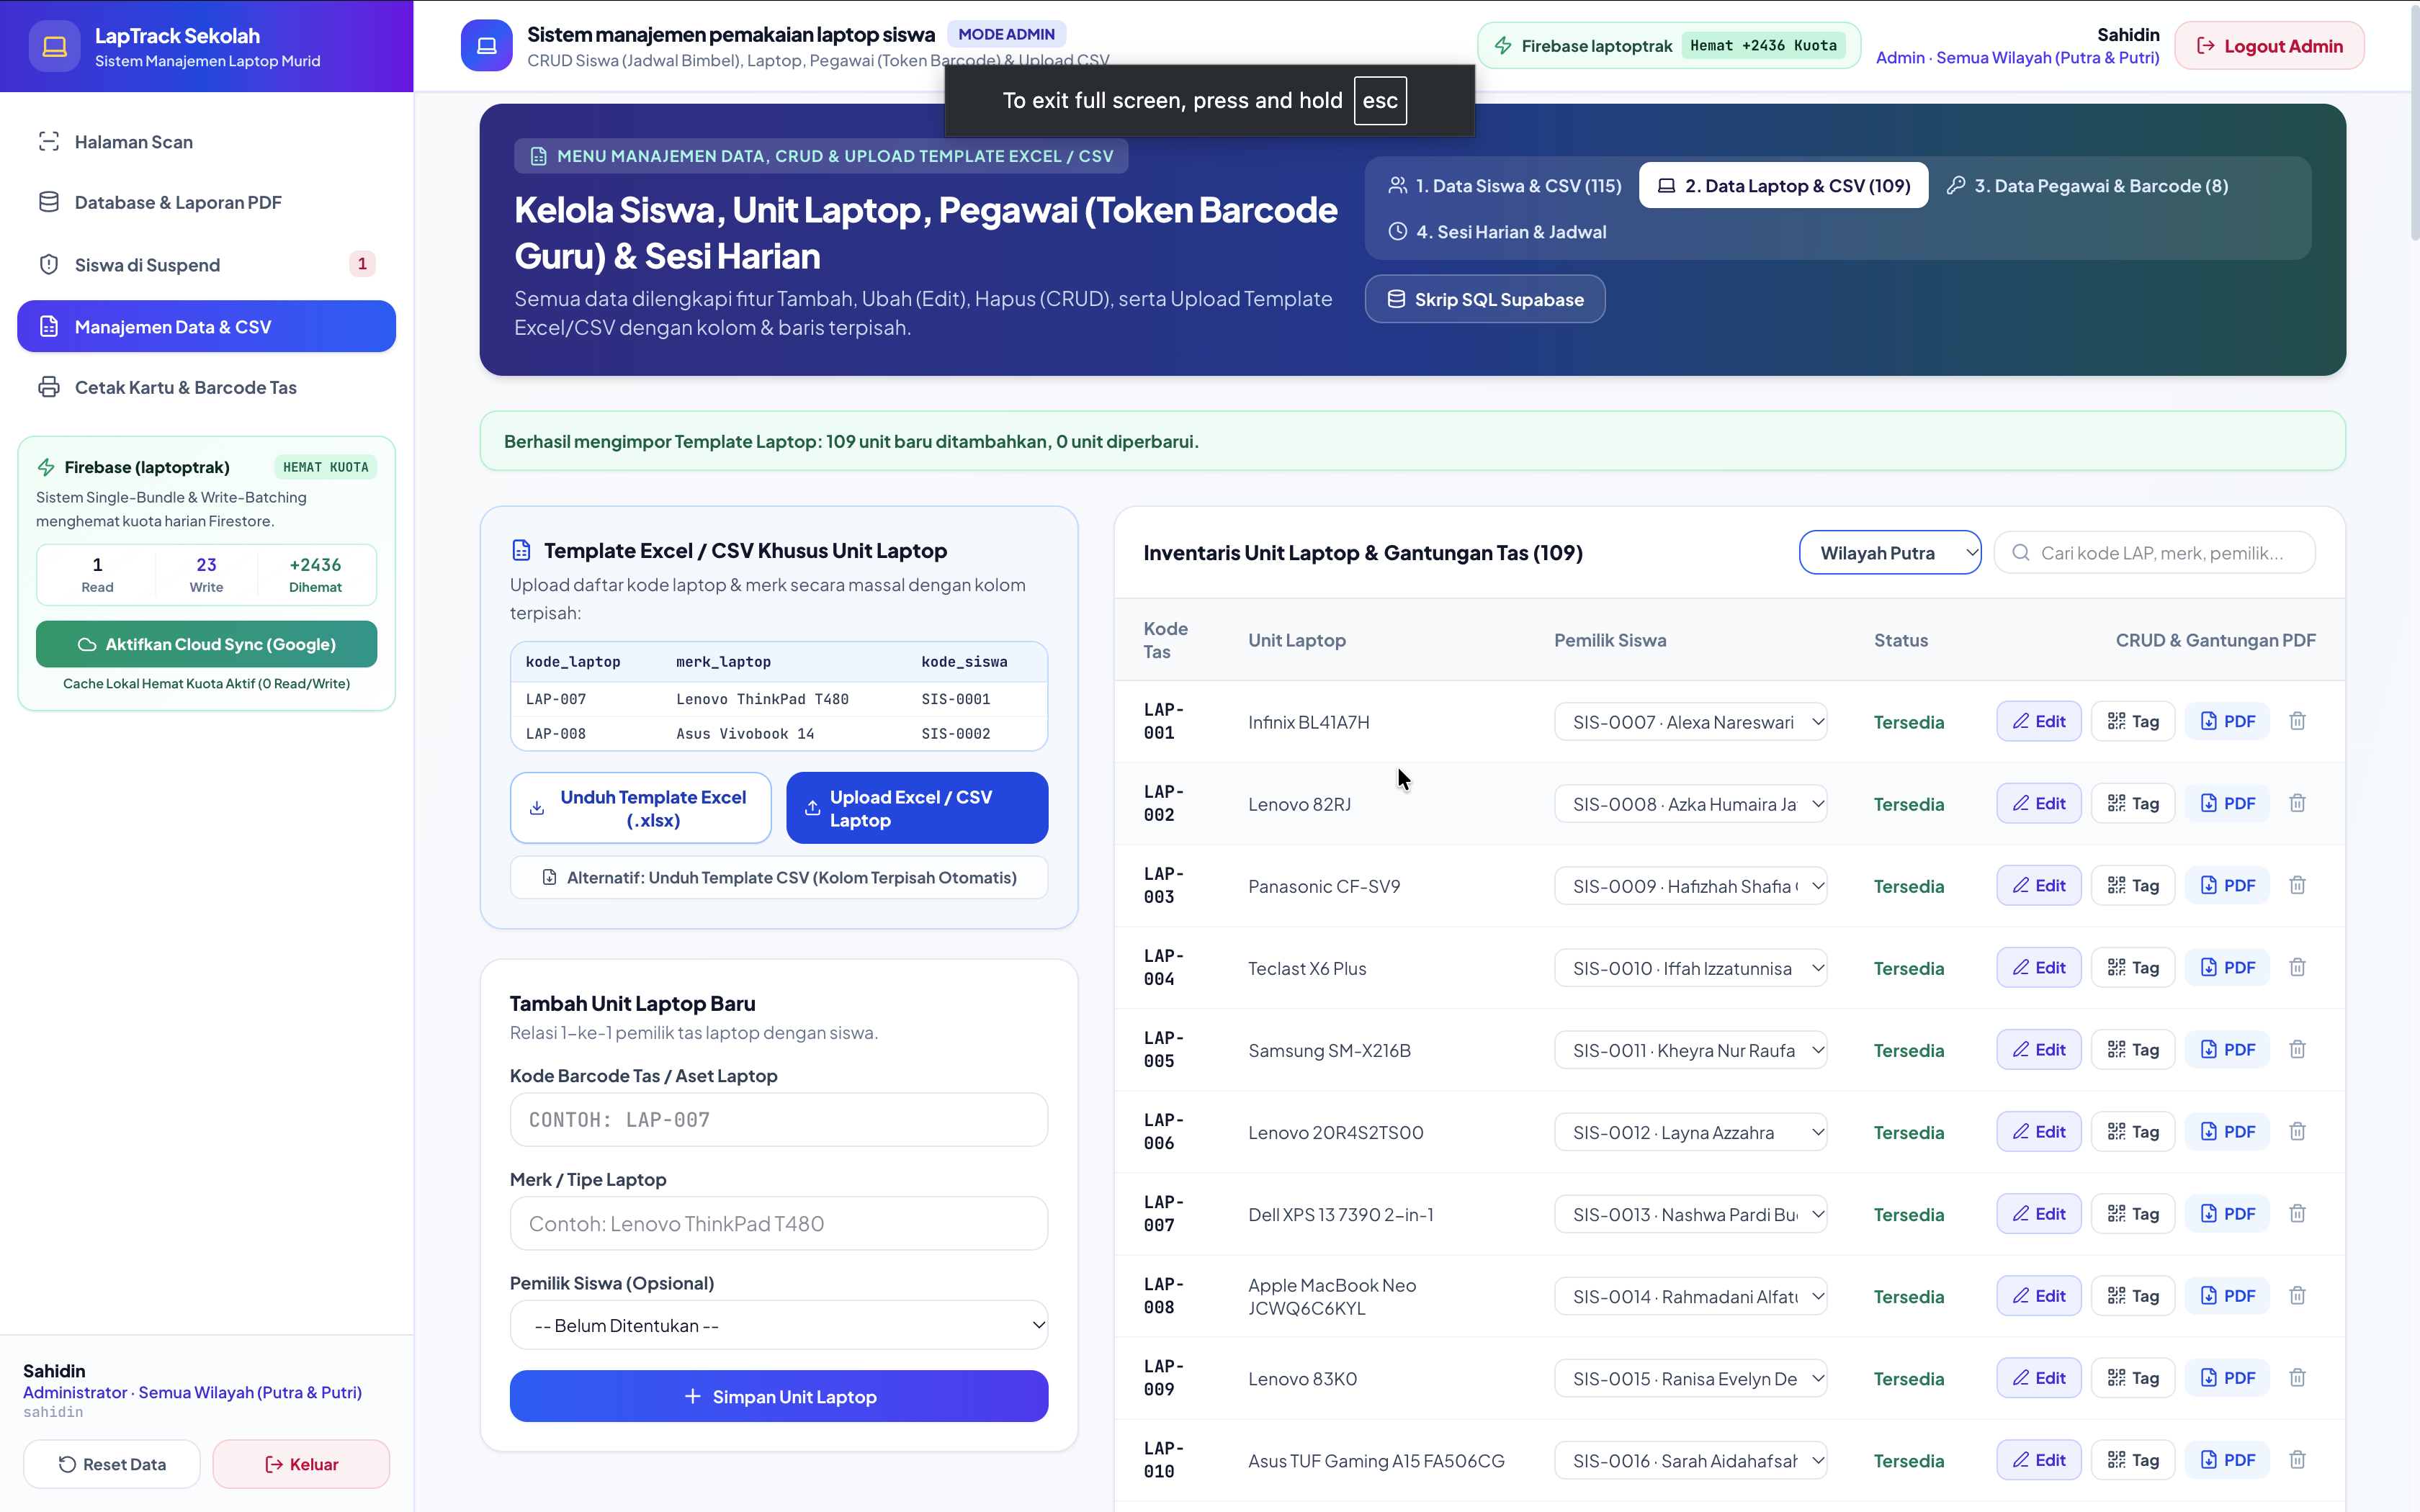 LapTrack Sekolah
Sistem Manajemen Laptop Murid
Halaman Scan
Database & Laporan PDF
Siswa di Suspend
1
Manajemen Data & CSV
Cetak Kartu & Barcode Tas
Firebase (laptoptrak)
HEMAT KUOTA
Sistem Single-Bundle & Write-Batching
menghemat kuota harian Firestore.
1
Read
23
Write
+2436
Dihemat
Aktifkan Cloud Sync (Google)
Cache Lokal Hemat Kuota Aktif (0 Read/Write)
Sahidin
Administrator · Semua Wilayah (Putra & Putri)
sahidin
Reset Data
Keluar
Sistem manajemen pemakaian laptop siswa
MODE ADMIN
CRUD Siswa (Jadwal Bimbel), Laptop, Pegawai (Token Barcode) & Upload CSV
Firebase laptoptrak
Hemat +2436 Kuota
Sahidin
Admin · Semua Wilayah (Putra & Putri)
Logout Admin
To exit full screen, press and hold esc
MENU MANAJEMEN DATA, CRUD & UPLOAD TEMPLATE EXCEL / CSV
Kelola Siswa, Unit Laptop, Pegawai (Token Barcode
Guru) & Sesi Harian
Semua data dilengkapi fitur Tambah, Ubah (Edit), Hapus (CRUD), serta Upload Template
Excel/CSV dengan kolom & baris terpisah.
1. Data Siswa & CSV (115)
2. Data Laptop & CSV (109)
3. Data Pegawai & Barcode (8)
4. Sesi Harian & Jadwal
Skrip SQL Supabase
Berhasil mengimpor Template Laptop: 109 unit baru ditambahkan, 0 unit diperbarui.
Template Excel / CSV Khusus Unit Laptop
Upload daftar kode laptop & merk secara massal dengan kolom
terpisah:
kode_laptop merk_laptop kode_siswa
LAP-007 Lenovo ThinkPad T480 SIS-0001
LAP-008 Asus Vivobook 14 SIS-0002
Unduh Template Excel
(.xlsx)
Upload Excel / CSV
Laptop
Alternatif: Unduh Template CSV (Kolom Terpisah Otomatis)
Tambah Unit Laptop Baru
Relasi 1-ke-1 pemilik tas laptop dengan siswa.
Kode Barcode Tas / Aset Laptop
CONTOH: LAP-007
Merk / Tipe Laptop
Contoh: Lenovo ThinkPad T480
Pemilik Siswa (Opsional)
-- Belum Ditentukan --
Simpan Unit Laptop
Inventaris Unit Laptop & Gantungan Tas (109)
Wilayah Putra
Cari kode LAP, merk, pemilik...
Kode
Tas
Unit Laptop
Pemilik Siswa
Status
CRUD & Gantungan PDF
LAP-
001
Infinix BL41A7H
SIS-0007 · Alexa Nareswari
Tersedia
Edit
Tag
PDF
LAP-
002
Lenovo 82RJ
SIS-0008 · Azka Humaira Ja
Tersedia
Edit
Tag
PDF
LAP-
003
Panasonic CF-SV9
SIS-0009 · Hafizhah Shafia
Tersedia
Edit
Tag
PDF
LAP-
004
Teclast X6 Plus
SIS-0010 · Iffah Izzatunnisa
Tersedia
Edit
Tag
PDF
LAP-
005
Samsung SM-X216B
SIS-0011 · Kheyra Nur Raufa
Tersedia
Edit
Tag
PDF
LAP-
006
Lenovo 20R4S2TS00
SIS-0012 · Layna Azzahra
Tersedia
Edit
Tag
PDF
LAP-
007
Dell XPS 13 7390 2-in-1
SIS-0013 · Nashwa Pardi Bu
Tersedia
Edit
Tag
PDF
LAP-
008
Apple MacBook Neo
JCWQ6C6KYL
SIS-0014 · Rahmadani Alfat
Tersedia
Edit
Tag
PDF
LAP-
009
Lenovo 83K0
SIS-0015 · Ranisa Evelyn De
Tersedia
Edit
Tag
PDF
LAP-
010
Asus TUF Gaming A15 FA506CG
SIS-0016 · Sarah Aidahafsah
Tersedia
Edit
Tag
PDF